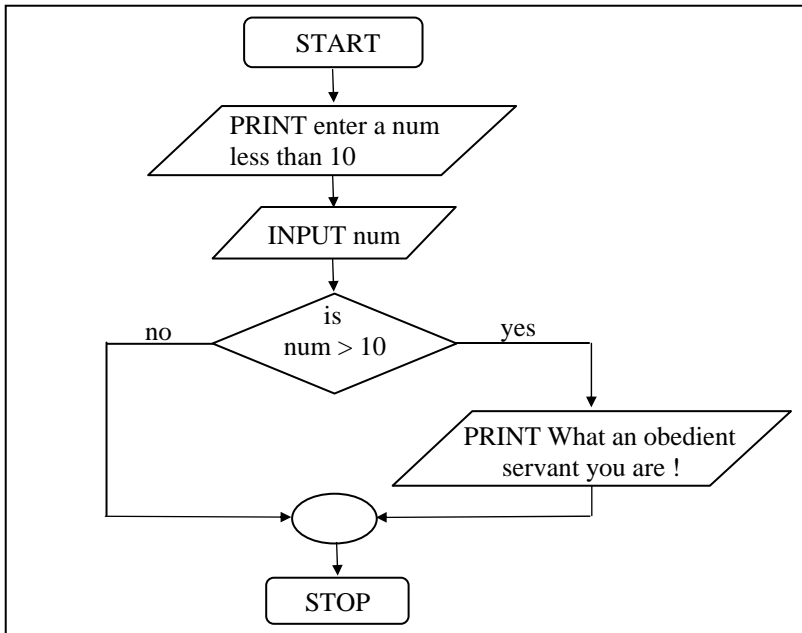 START
PRINT enter a num
less than 10
INPUT num
is
num > 10
no
yes
PRINT What an obedient
servant you are !
STOP